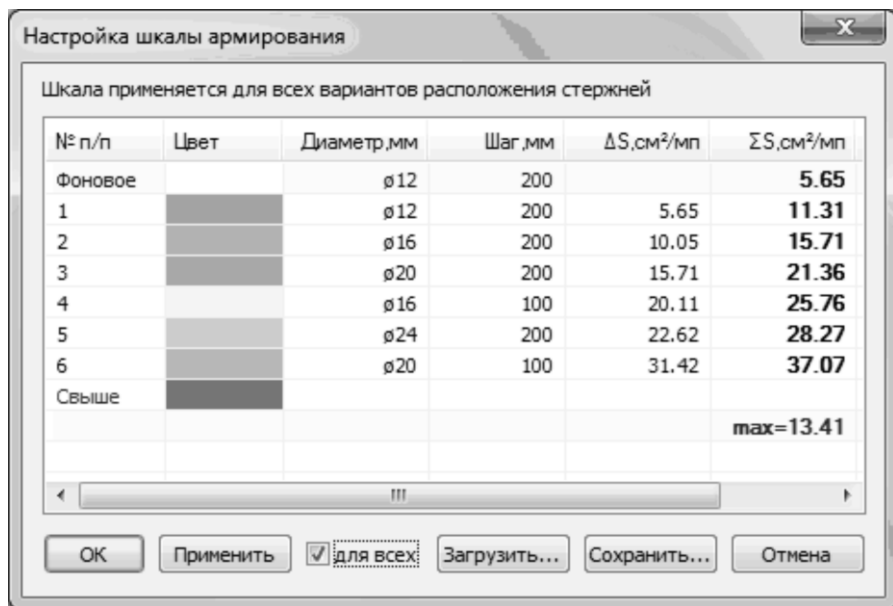 Настройка шкалы армирования
Шкала применяется для всех вариантов расположения стержней
№ п/п Цвет Диаметр,мм Шаг,мм ΔS,см²/мп ΣS,см²/мп
Фоновое ø12 200 5.65
1 ø12 200 5.65 11.31
2 ø16 200 10.05 15.71
3 ø20 200 15.71 21.36
4 ø16 100 20.11 25.76
5 ø24 200 22.62 28.27
6 ø20 100 31.42 37.07
Свыше
max=13.41
ОК Применить для всех Загрузить... Сохранить... Отмена